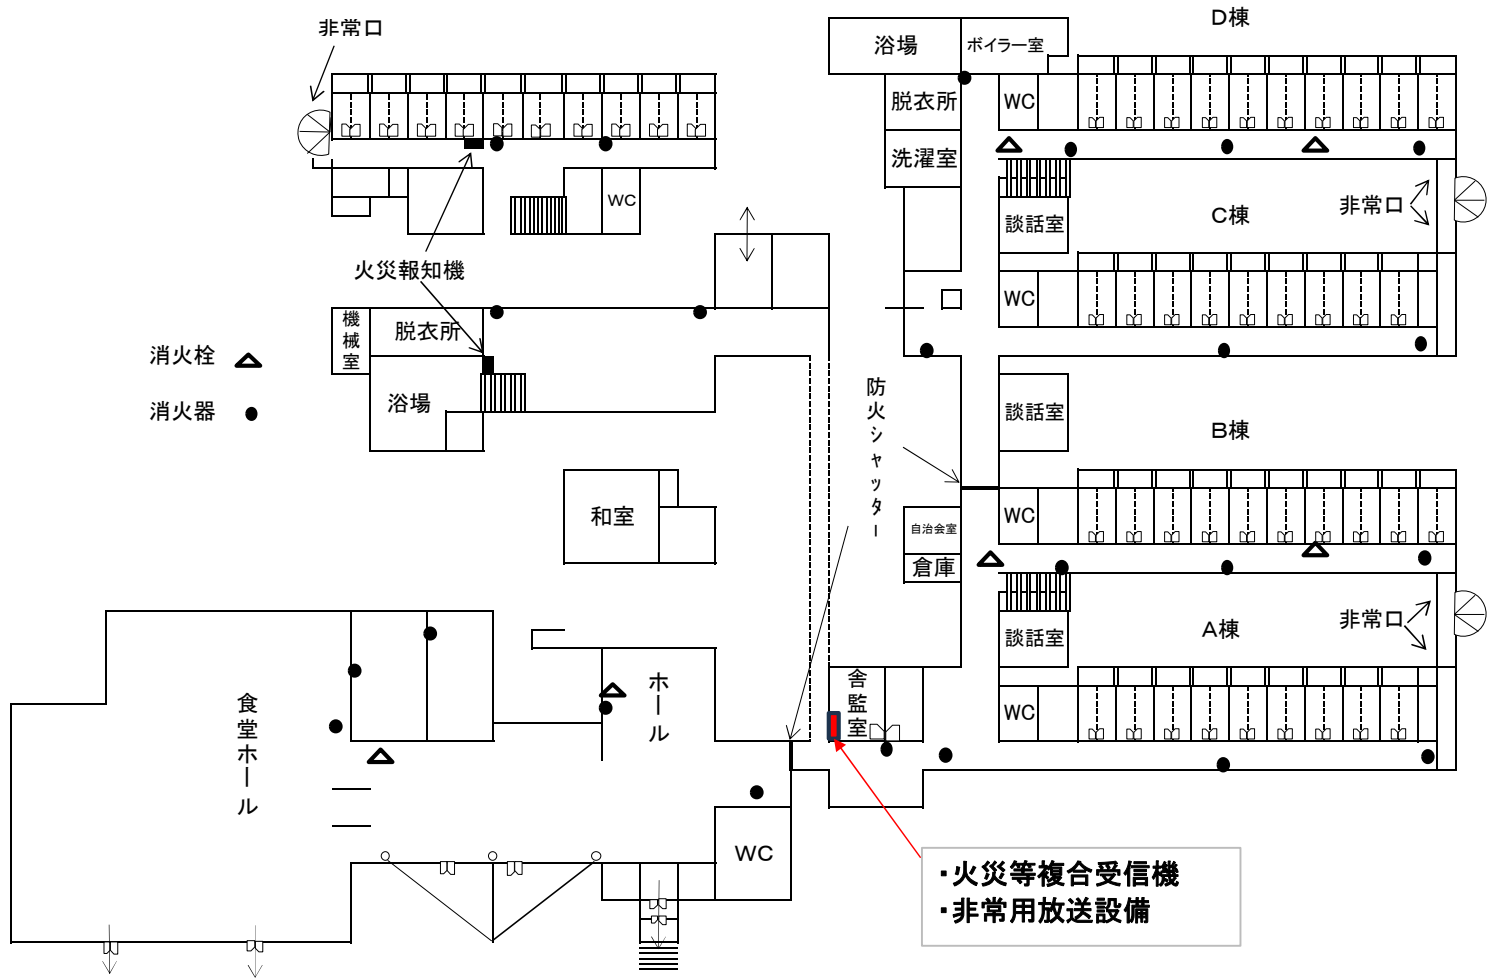 非常口
D棟
浴場
ボイラー室
脱衣所
WC
洗濯室
WC
談話室
C棟
非常口
火災報知機
WC
機械室
脱衣所
消火栓
浴場
消火器
防火シャッター
談話室
B棟
和室
WC
自治会室
倉庫
A棟
非常口
談話室
食堂ホール
ホール
舎監室
WC
WC
・火災等複合受信機
・非常用放送設備